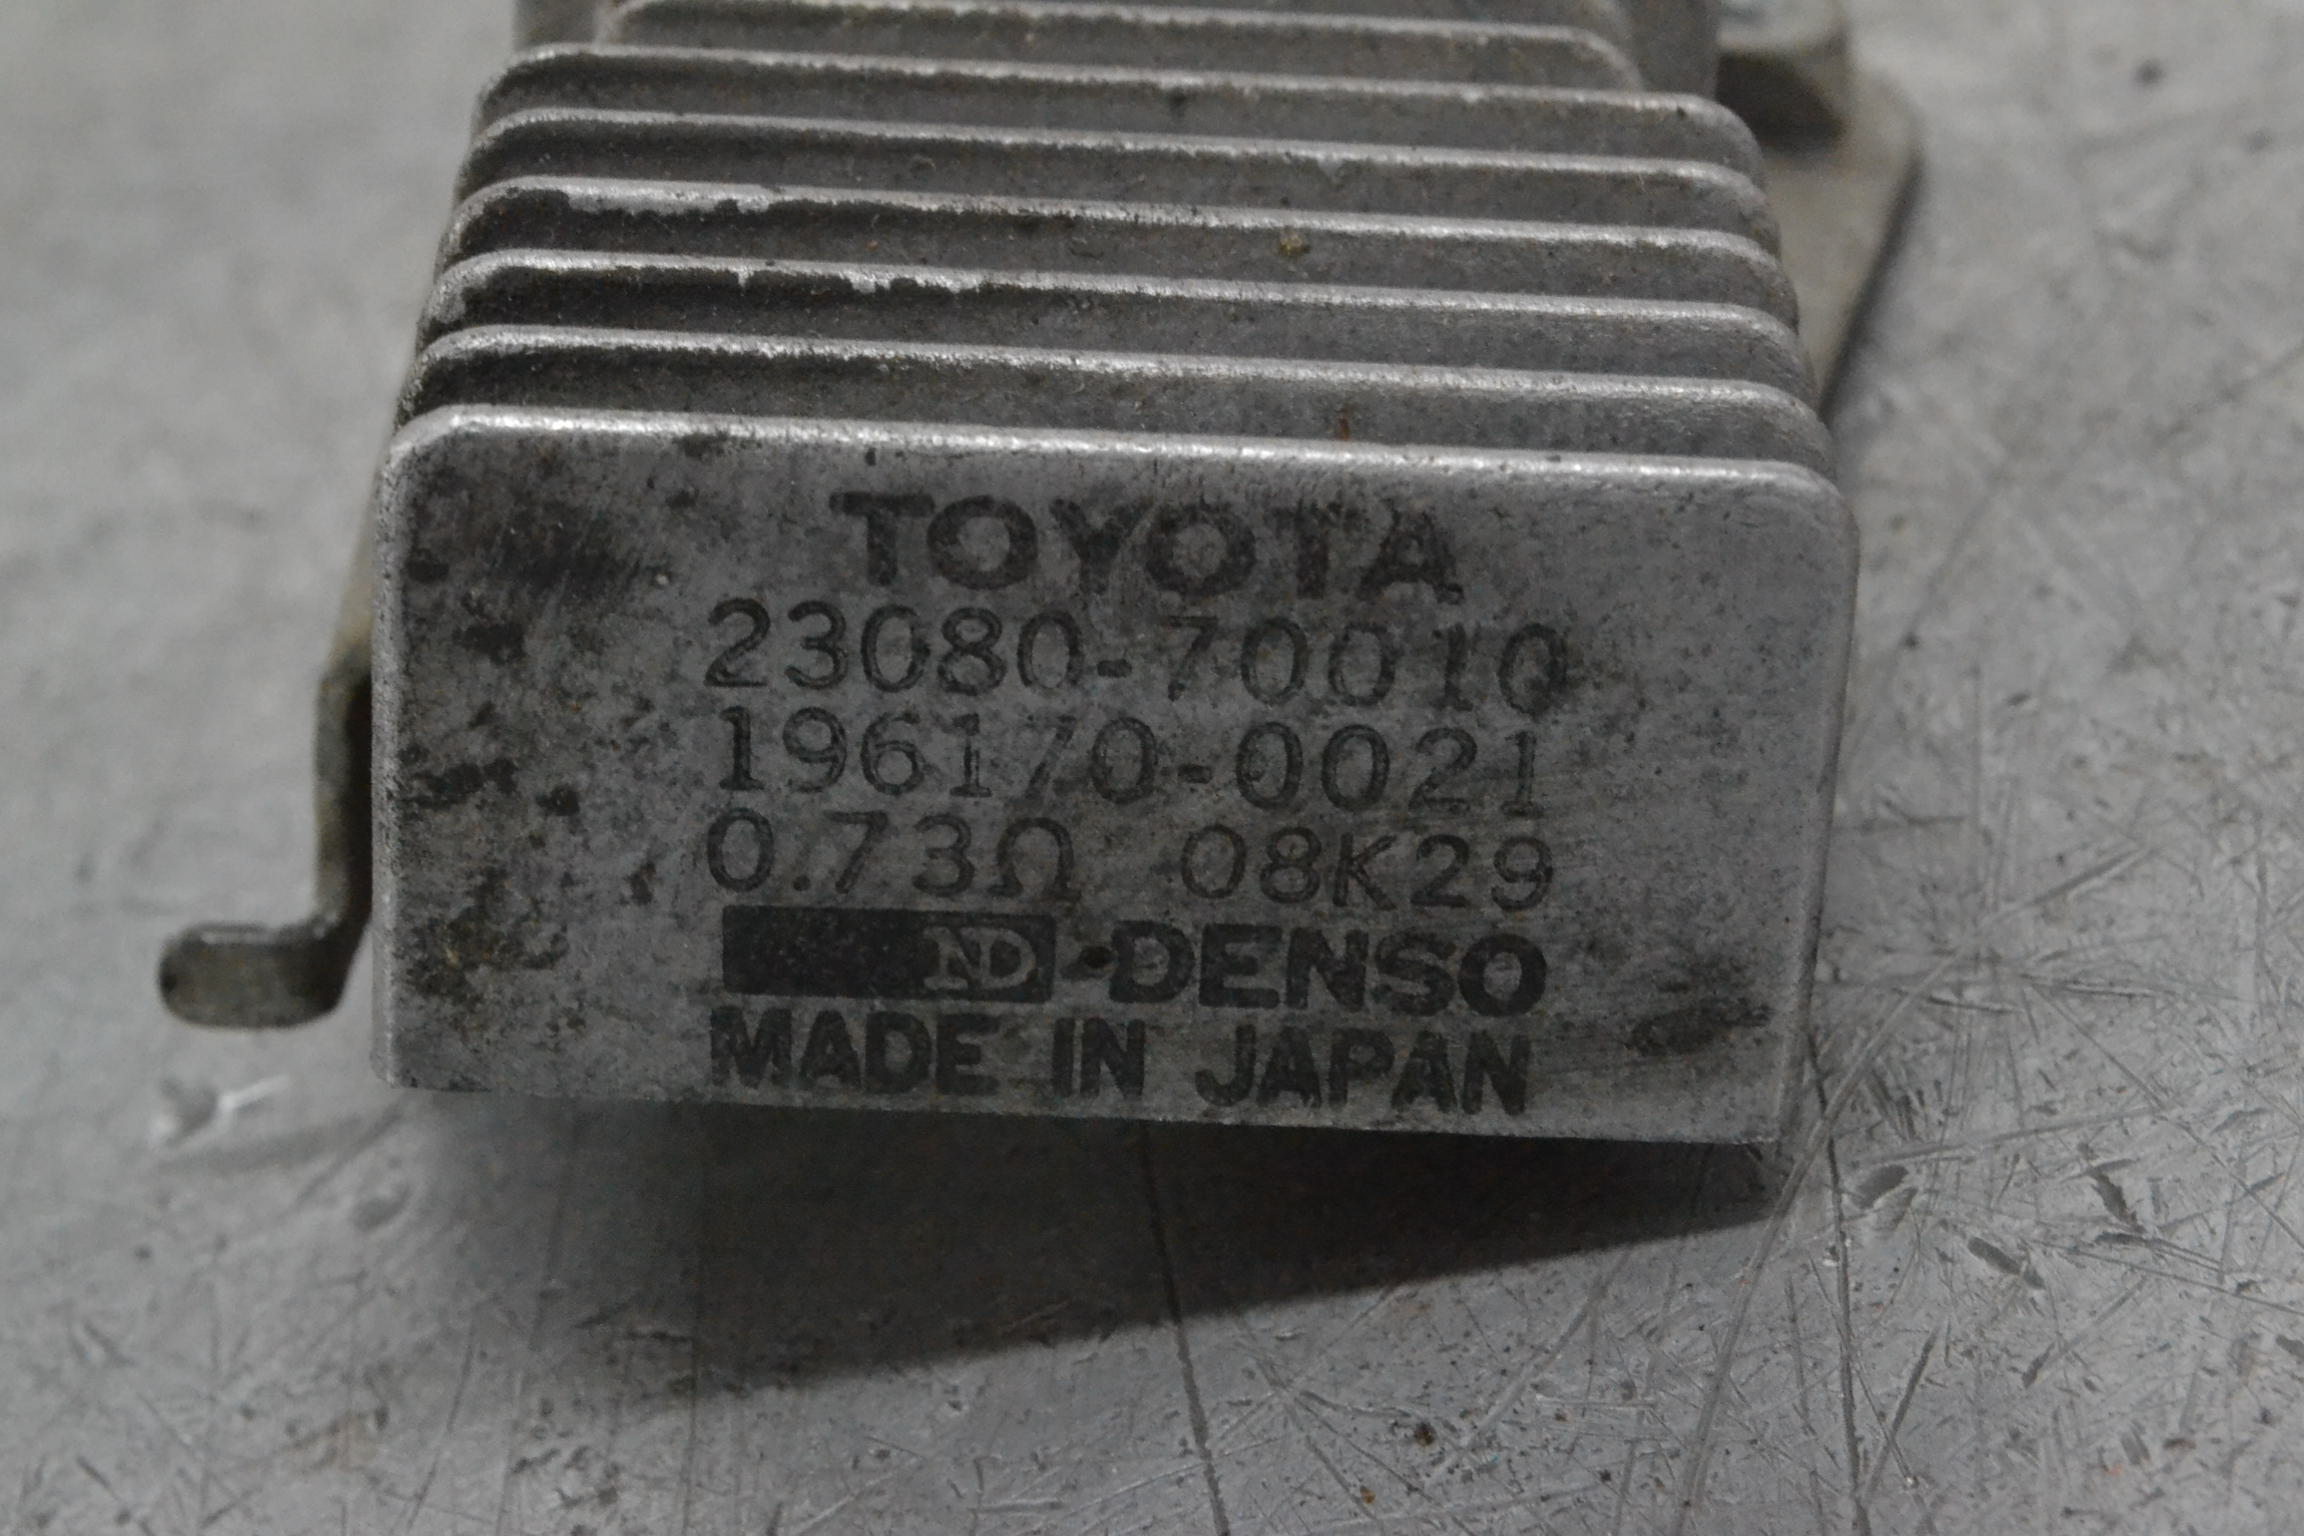 TOYOTA
23080-70010
196170-0021
0.73Ω 08K29
ND DENSO
MADE IN JAPAN